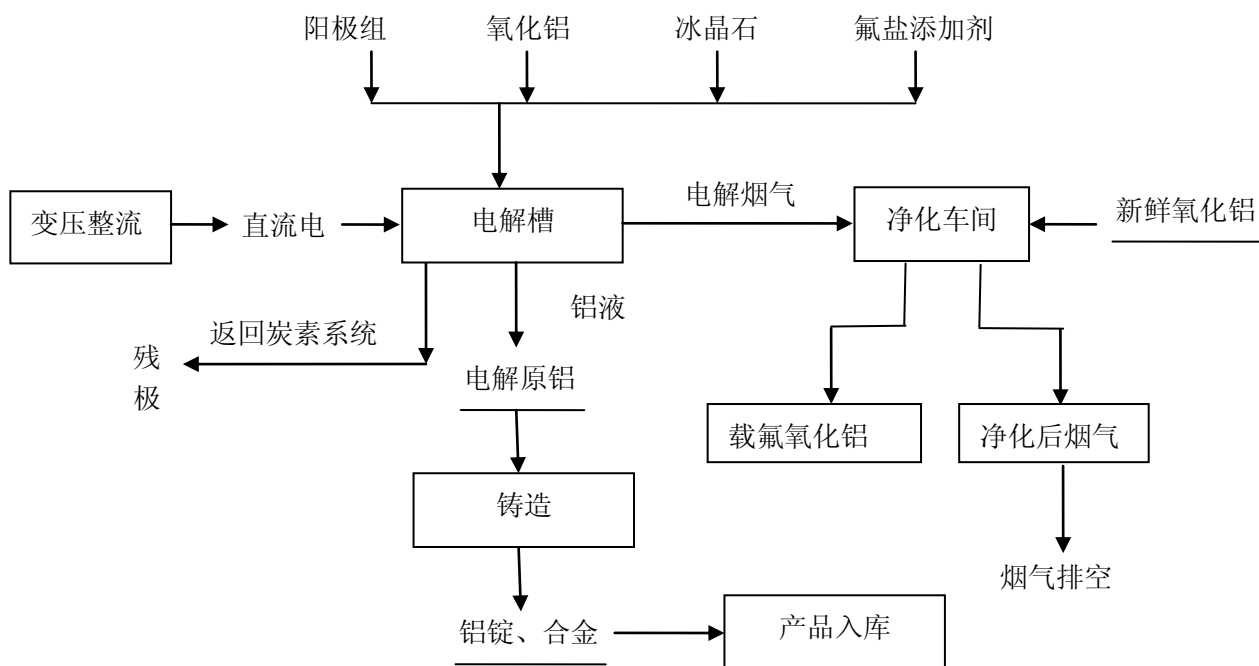 阳极组
氧化铝
冰晶石
氟盐添加剂
变压整流
直流电
电解槽
电解烟气
净化车间
新鲜氧化铝
铝液
返回炭素系统
残
极
电解原铝
载氟氧化铝
净化后烟气
铸造
烟气排空
铝锭、合金
产品入库